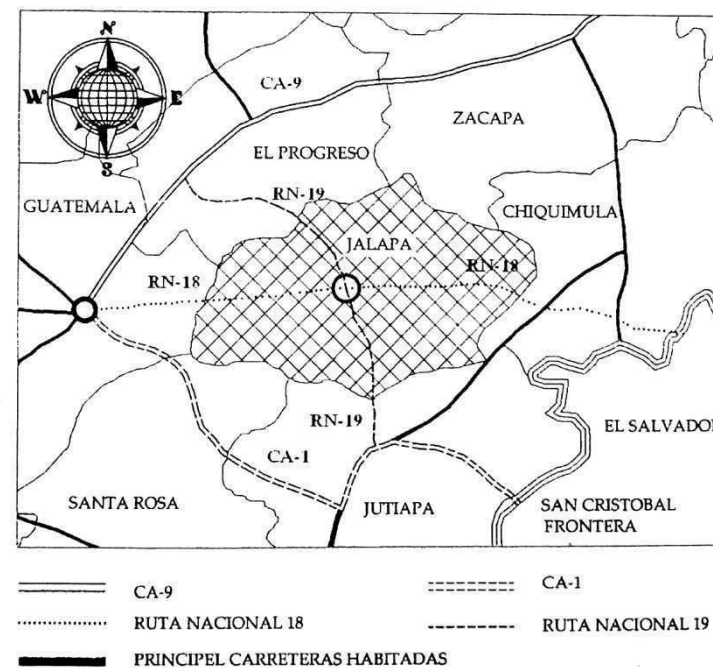 N
W
E
S
CA-9
ZACAPA
EL PROGRESO
RN-19
GUATEMALA
CHIQUIMULA
JALAPA
RN-18
RN-18
RN-19
EL SALVADOR
CA-1
SANTA ROSA
JUTIAPA
SAN CRISTOBAL
FRONTERA
CA-9
CA-1
RUTA NACIONAL 18
RUTA NACIONAL 19
PRINCIPEL CARRETERAS HABITADAS